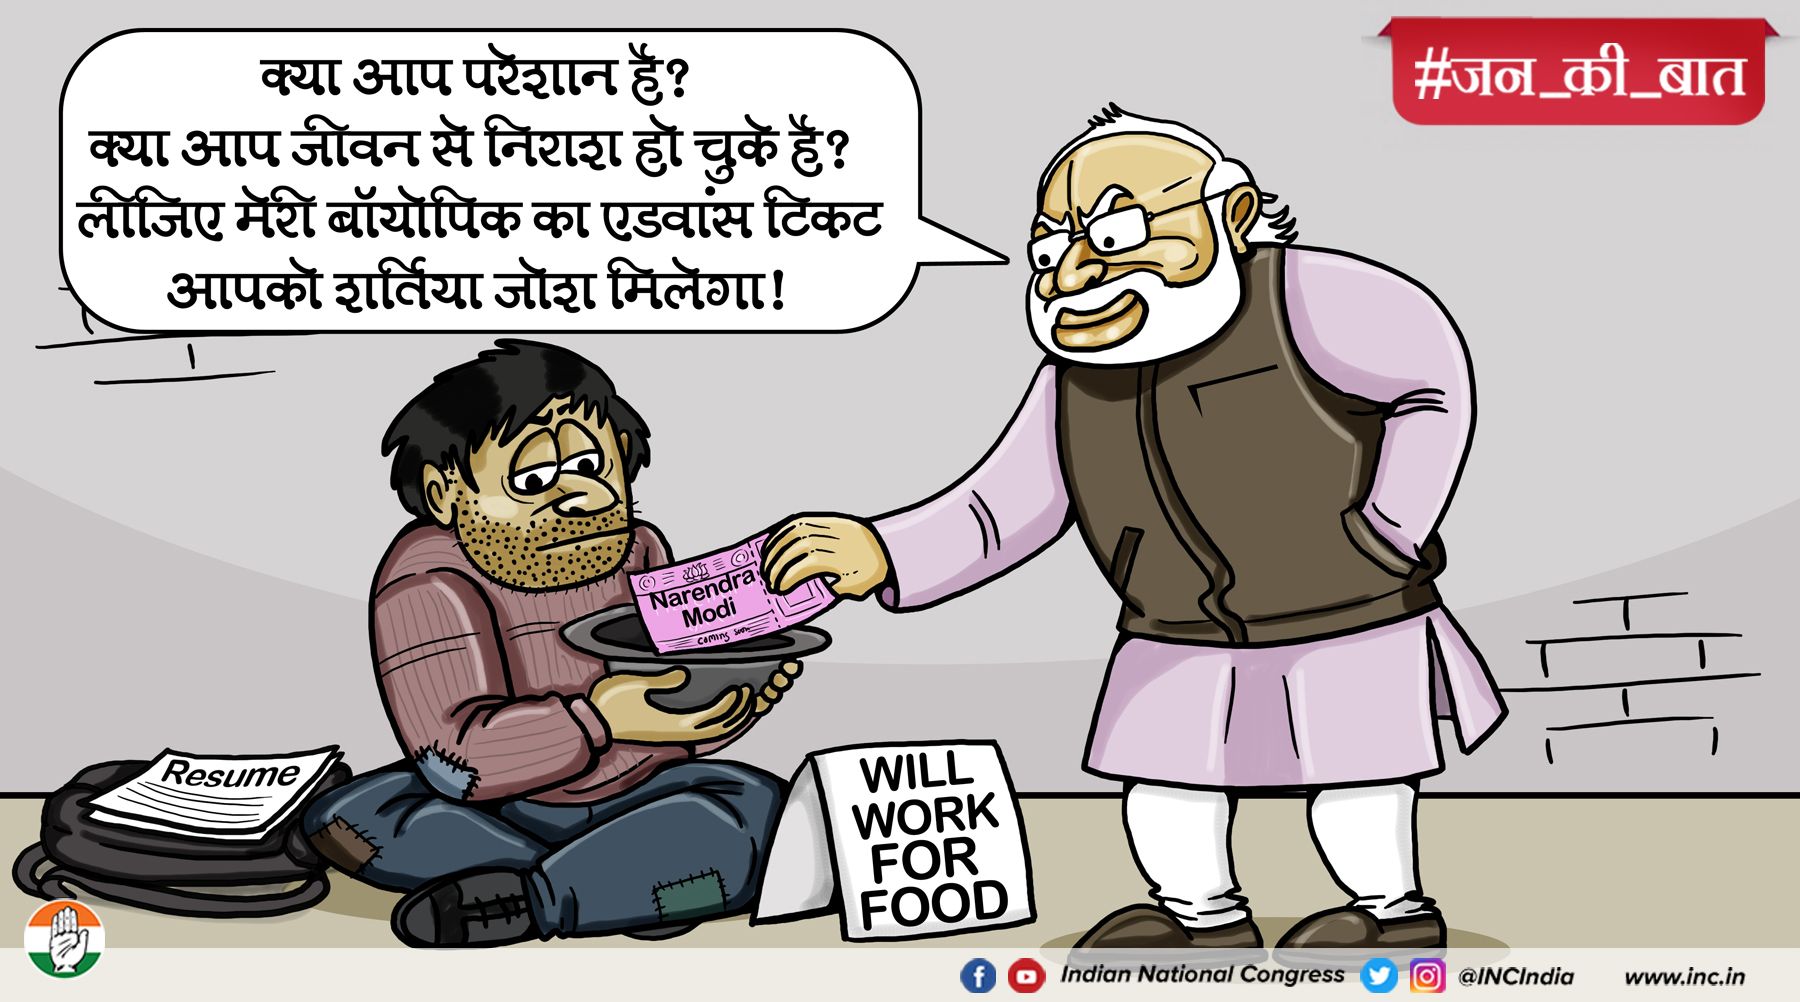 #जन_की_बात
क्या आप परेशान है?
क्या आप जीवन से निराश हो चुके है?
लीजिए मेरी बॉयोपिक का एडवांस टिकट
आपको शर्तिया जोश मिलेगा!
Narendra
Modi
coming soon
Resume
WILL
WORK
FOR
FOOD
Indian National Congress @INCIndia www.inc.in